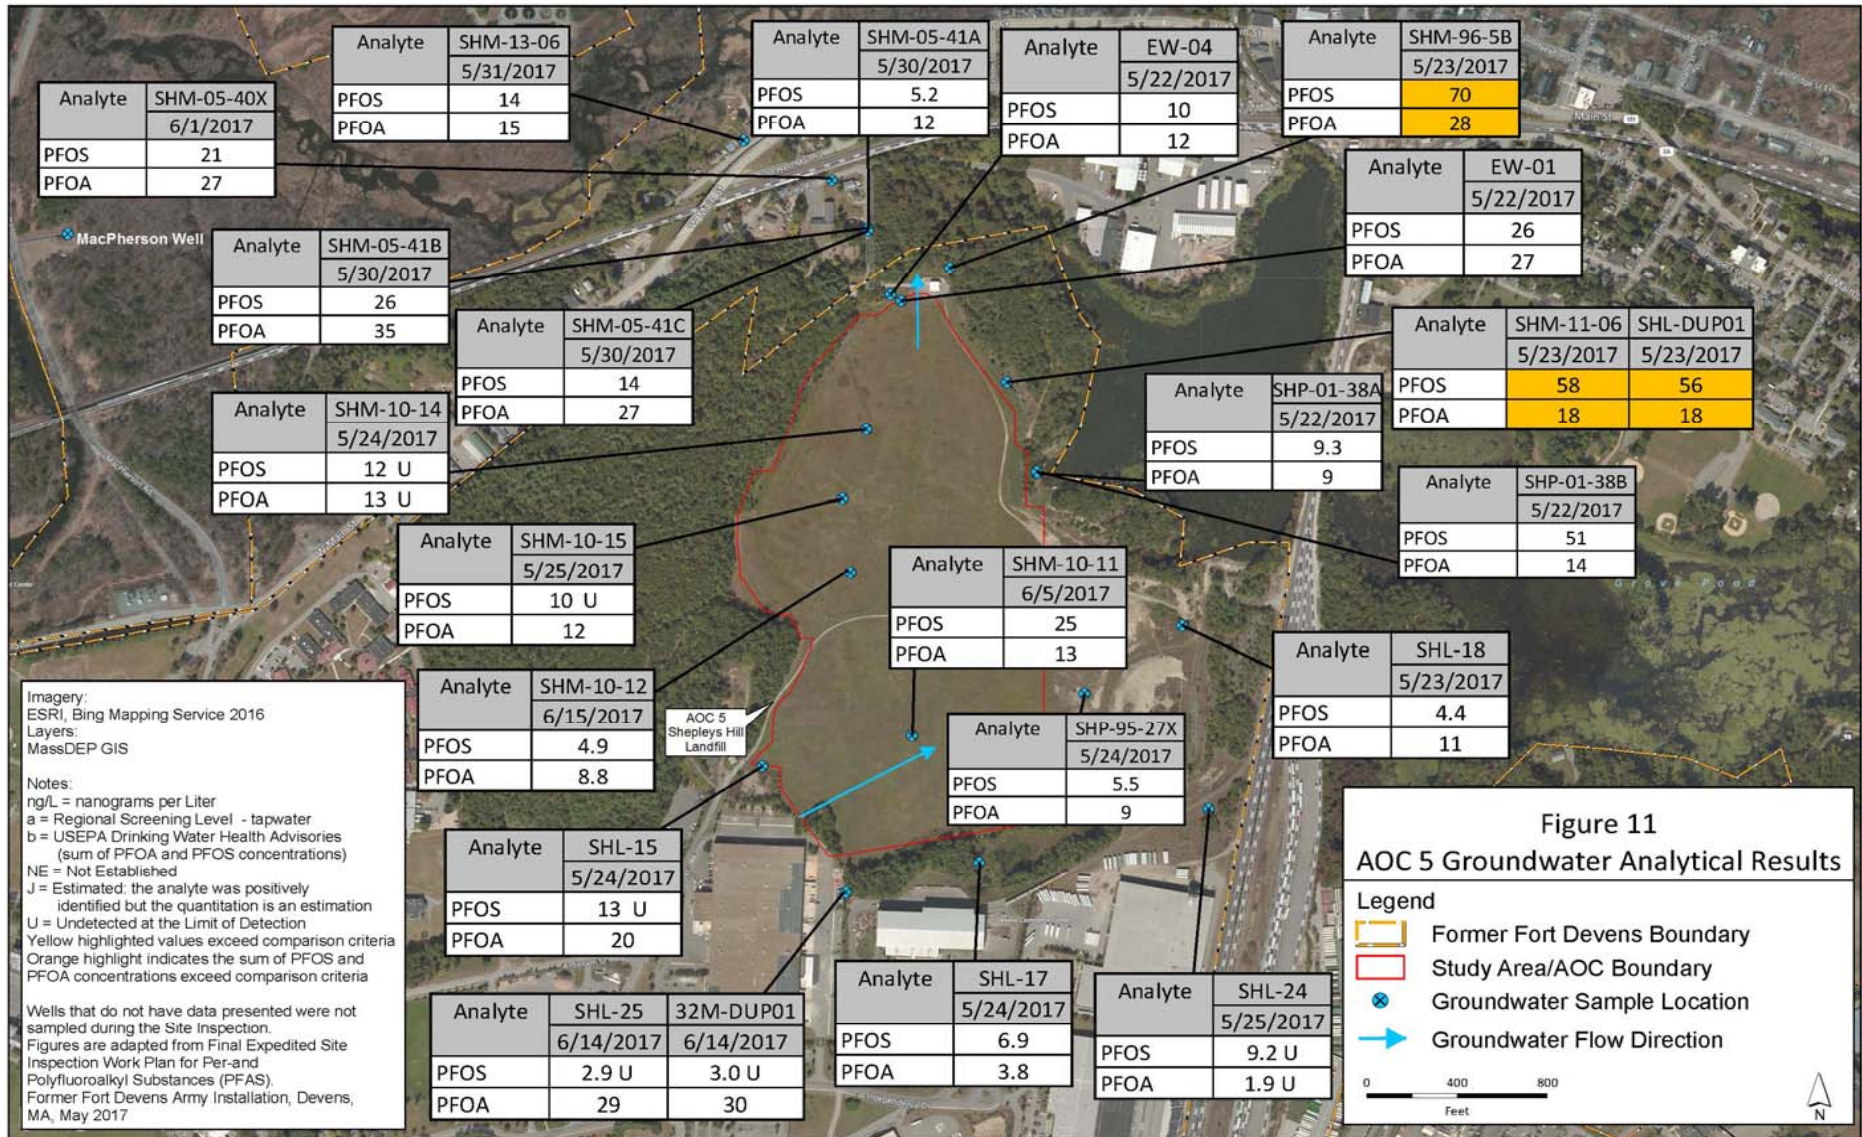 Analyte SHM-05-40X
6/1/2017
PFOS 21
PFOA 27
Analyte SHM-13-06
5/31/2017
PFOS 14
PFOA 15
Analyte SHM-05-41A
5/30/2017
PFOS 5.2
PFOA 12
Analyte EW-04
5/22/2017
PFOS 10
PFOA 12
Analyte SHM-96-5B
5/23/2017
PFOS 70
PFOA 28
Main St
Analyte EW-01
5/22/2017
PFOS 26
PFOA 27
MacPherson Well
Analyte SHM-05-41B
5/30/2017
PFOS 26
PFOA 35
Analyte SHM-05-41C
5/30/2017
PFOS 14
PFOA 27
Analyte SHM-11-06 SHL-DUP01
5/23/2017 5/23/2017
PFOS 58 56
PFOA 18 18
Analyte SHP-01-38A
5/22/2017
PFOS 9.3
PFOA 9
Analyte SHM-10-14
5/24/2017
PFOS 12 U
PFOA 13 U
Analyte SHP-01-38B
5/22/2017
PFOS 51
PFOA 14
Grove Pond
Analyte SHM-10-15
5/25/2017
PFOS 10 U
PFOA 12
Analyte SHM-10-11
6/5/2017
PFOS 25
PFOA 13
Analyte SHL-18
5/23/2017
PFOS 4.4
PFOA 11
Analyte SHM-10-12
6/15/2017
PFOS 4.9
PFOA 8.8
AOC 5
Shepleys Hill
Landfill
Analyte SHP-95-27X
5/24/2017
PFOS 5.5
PFOA 9
Analyte SHL-15
5/24/2017
PFOS 13 U
PFOA 20
Analyte SHL-25 32M-DUP01
6/14/2017 6/14/2017
PFOS 2.9 U 3.0 U
PFOA 29 30
Analyte SHL-17
5/24/2017
PFOS 6.9
PFOA 3.8
Analyte SHL-24
5/25/2017
PFOS 9.2 U
PFOA 1.9 U
Imagery:
ESRI, Bing Mapping Service 2016
Layers:
MassDEP GIS
Notes:
ng/L = nanograms per Liter
a = Regional Screening Level - tapwater
b = USEPA Drinking Water Health Advisories
(sum of PFOA and PFOS concentrations)
NE = Not Established
J = Estimated: the analyte was positively
identified but the quantitation is an estimation
U = Undetected at the Limit of Detection
Yellow highlighted values exceed comparison criteria
Orange highlight indicates the sum of PFOS and
PFOA concentrations exceed comparison criteria
Wells that do not have data presented were not
sampled during the Site Inspection.
Figures are adapted from Final Expedited Site
Inspection Work Plan for Per-and
Polyfluoroalkyl Substances (PFAS).
Former Fort Devens Army Installation, Devens,
MA, May 2017
Figure 11
AOC 5 Groundwater Analytical Results
Legend
Former Fort Devens Boundary
Study Area/AOC Boundary
Groundwater Sample Location
Groundwater Flow Direction
0 400 800
Feet
N